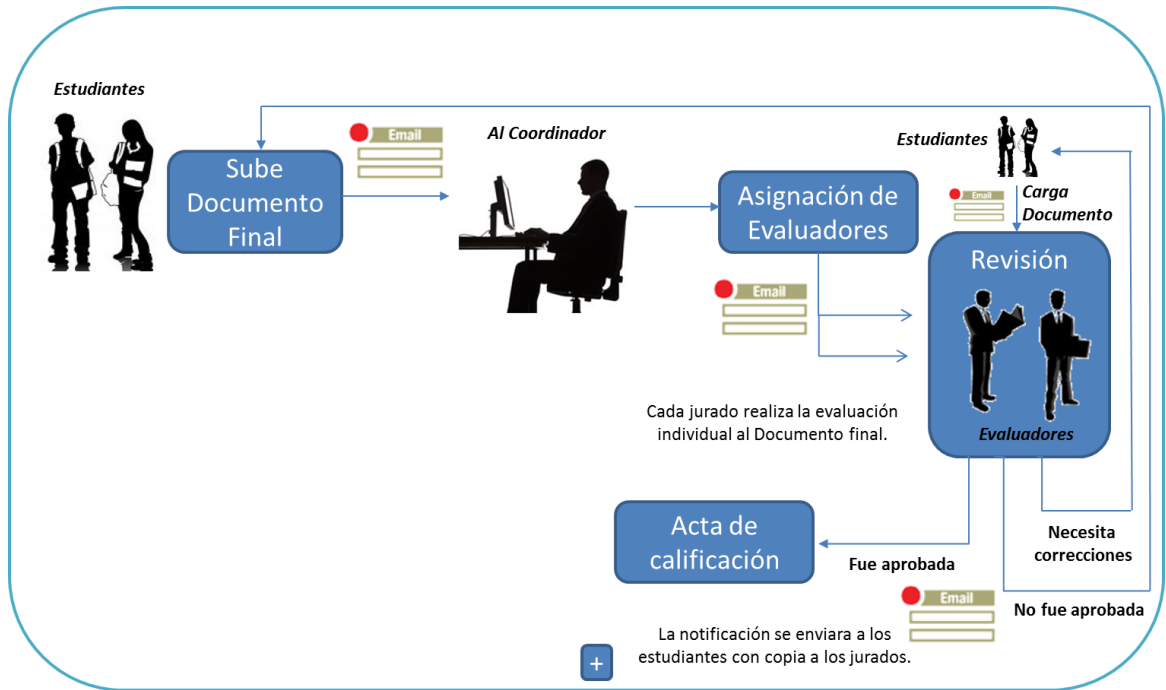 Estudiantes
Email
Al Coordinador
Estudiantes
Sube
Documento
Final
Asignación de
Evaluadores
Email
Carga
Documento
Revisión
Email
Cada jurado realiza la evaluación
individual al Documento final.
Evaluadores
Acta de
calificación
Fue aprobada
Necesita
correcciones
Email
No fue aprobada
La notificación se enviara a los
estudiantes con copia a los jurados.
+